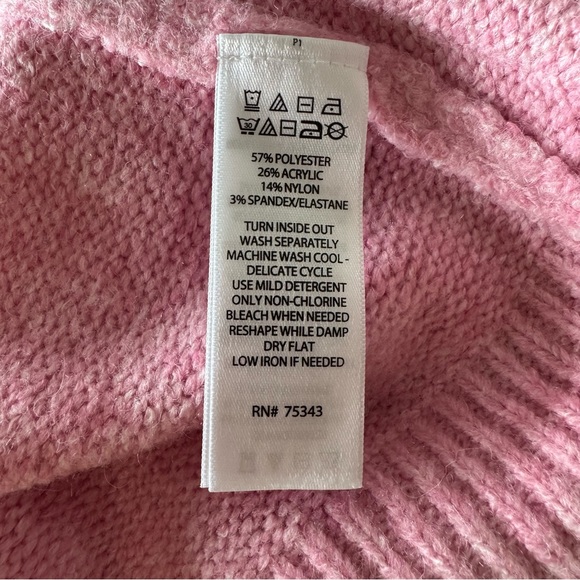 P1
30
57% POLYESTER
26% ACRYLIC
14% NYLON
3% SPANDEX/ELASTANE
TURN INSIDE OUT
WASH SEPARATELY
MACHINE WASH COOL -
DELICATE CYCLE
USE MILD DETERGENT
ONLY NON-CHLORINE
BLEACH WHEN NEEDED
RESHAPE WHILE DAMP
DRY FLAT
LOW IRON IF NEEDED
RN# 75343